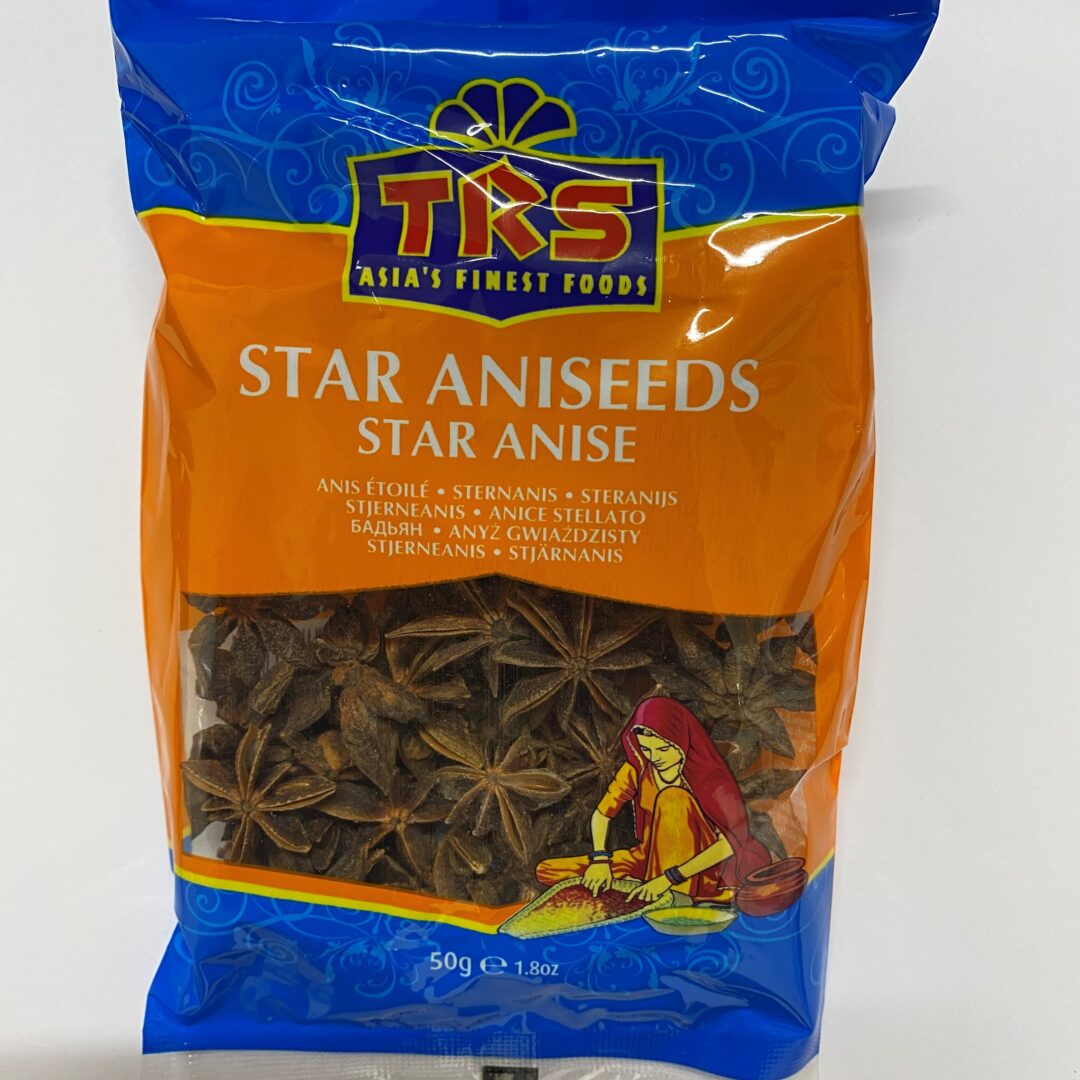 TRS
ASIA'S FINEST FOODS
STAR ANISEEDS
STAR ANISE
ANIS ÉTOILÉ • STERNANIS • STERANIJS
STJERNEANIS • ANICE STELLATO
БАДЬЯН • ANYŻ GWIAŹDZISTY
STJERNEANIS • STJÄRNANIS
50g ℮ 1.8oz